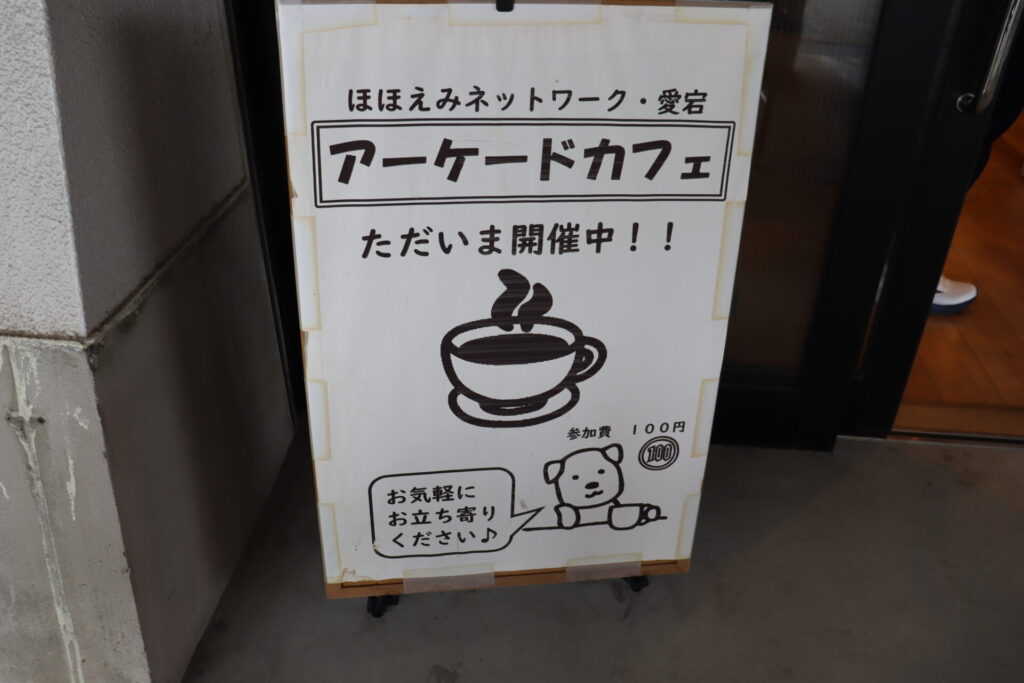 ほほえみネットワーク・愛宕
アーケードカフェ
ただいま開催中！！
参加費　１００円
100
お気軽に
お立ち寄り
ください♪